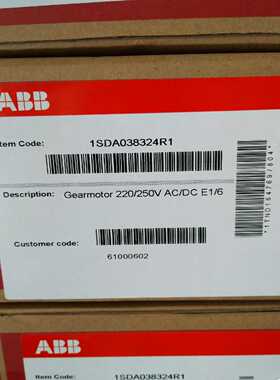 ABB
Item Code: 1SDA038324R1
Description: Gearmotor 220/250V AC/DC E1/6
Customer code:
61000602
ABB
Item Code: 1SDA038324R1